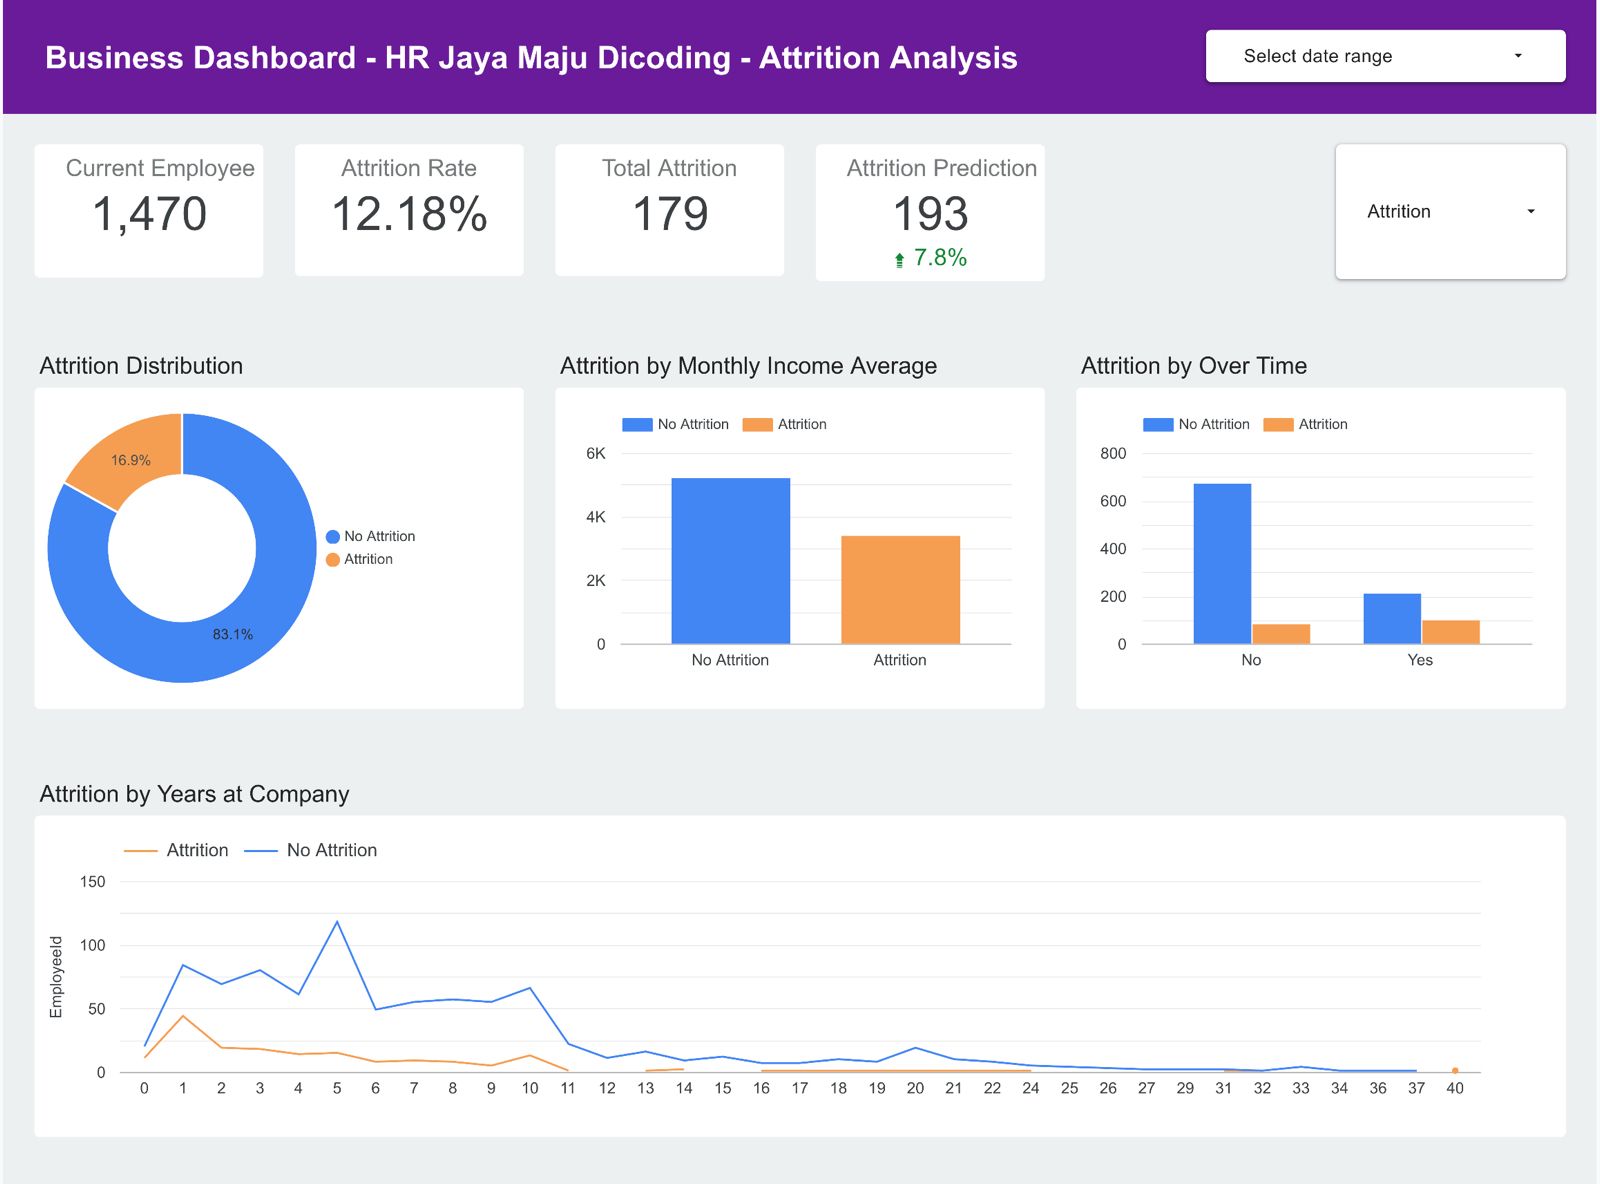 Business Dashboard - HR Jaya Maju Dicoding - Attrition Analysis
Select date range
Current Employee
1,470
Attrition Rate
12.18%
Total Attrition
179
Attrition Prediction
193
7.8%
Attrition
Attrition Distribution
16.9%
83.1%
No Attrition
Attrition
Attrition by Monthly Income Average
No Attrition Attrition
6K
4K
2K
0
No Attrition Attrition
Attrition by Over Time
No Attrition Attrition
800
600
400
200
0
No Yes
Attrition by Years at Company
Attrition No Attrition
EmployeeId
150
100
50
0
0 1 2 3 4 5 6 7 8 9 10 11 12 13 14 15 16 17 18 19 20 21 22 24 25 26 27 29 31 32 33 34 36 37 40